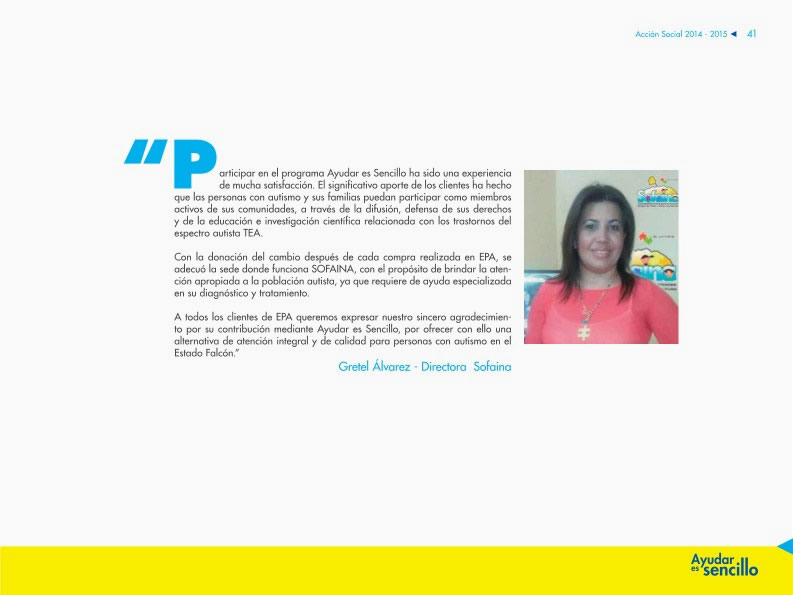 Acción Social 2014 - 2015 41
“Participar en el programa Ayudar es Sencillo ha sido una experiencia
de mucha satisfacción. El significativo aporte de los clientes ha hecho
que las personas con autismo y sus familias puedan participar como miembros
activos de sus comunidades, a través de la difusión, defensa de sus derechos
y de la educación e investigación científica relacionada con los trastornos del
espectro autista TEA.
Con la donación del cambio después de cada compra realizada en EPA, se
adecuó la sede donde funciona SOFAINA, con el propósito de brindar la aten-
ción apropiada a la población autista, ya que requiere de ayuda especializada
en su diagnóstico y tratamiento.
A todos los clientes de EPA queremos expresar nuestro sincero agradecimien-
to por su contribución mediante Ayudar es Sencillo, por ofrecer con ello una
alternativa de atención integral y de calidad para personas con autismo en el
Estado Falcón.”
Gretel Álvarez - Directora Sofaina
Sofaina
Ayudar
es sencillo